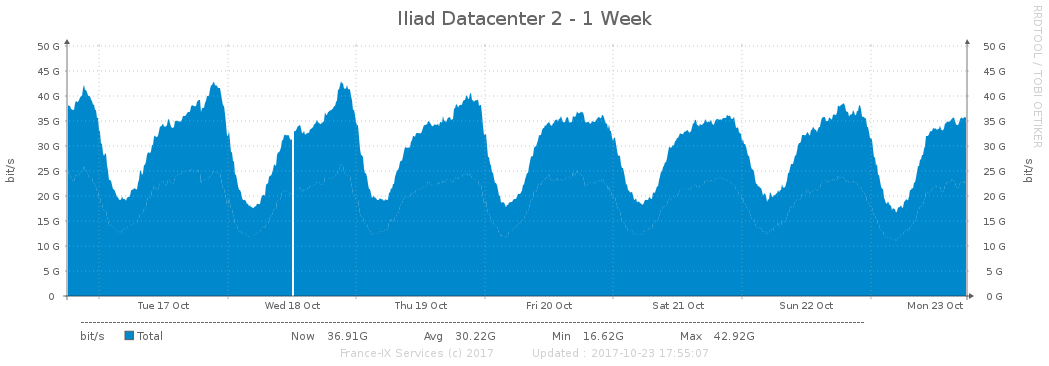 Iliad Datacenter 2 - 1 Week
RRDTOOL / TOBI OETIKER
bit/s
50 G 50 G
45 G 45 G
40 G 40 G
35 G 35 G
30 G 30 G
25 G 25 G
20 G 20 G
15 G 15 G
10 G 10 G
5 G 5 G
0 0 G
bit/s
Tue 17 Oct Wed 18 Oct Thu 19 Oct Fri 20 Oct Sat 21 Oct Sun 22 Oct Mon 23 Oct
bit/s Total Now 36.91G Avg 30.22G Min 16.62G Max 42.92G
France-IX Services (c) 2017 Updated : 2017-10-23 17:55:07